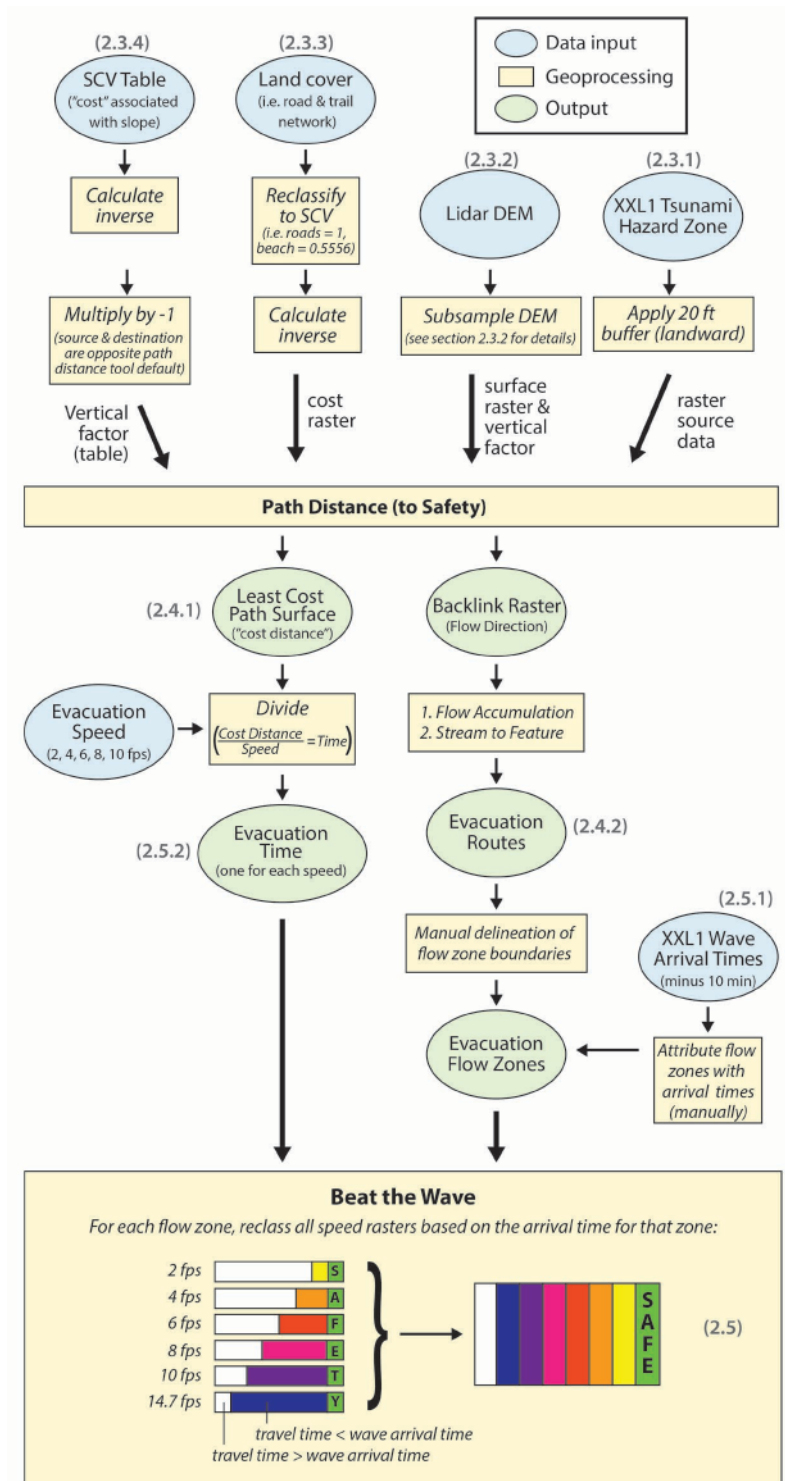 (2.3.4)
SCV Table
("cost" associated
with slope)
Calculate
inverse
Multiply by -1
(source & destination
are opposite path
distance tool default)
Vertical
factor
(table)
(2.3.3)
Land cover
(i.e. road & trail
network)
Reclassify
to SCV
(i.e. roads = 1,
beach = 0.5556)
Calculate
inverse
cost
raster
Data input
Geoprocessing
Output
(2.3.2)
Lidar DEM
Subsample DEM
(see section 2.3.2 for details)
surface
raster &
vertical
factor
(2.3.1)
XXL1 Tsunami
Hazard Zone
Apply 20 ft
buffer (landward)
raster
source
data
Path Distance (to Safety)
(2.4.1)
Least Cost
Path Surface
("cost distance")
Evacuation
Speed
(2, 4, 6, 8, 10 fps)
Divide
(Cost Distance
Speed
=Time)
(2.5.2)
Evacuation
Time
(one for each speed)
Backlink Raster
(Flow Direction)
1. Flow Accumulation
2. Stream to Feature
Evacuation
Routes
(2.4.2)
Manual delineation of
flow zone boundaries
Evacuation
Flow Zones
(2.5.1)
XXL1 Wave
Arrival Times
(minus 10 min)
Attribute flow
zones with
arrival times
(manually)
Beat the Wave
For each flow zone, reclass all speed rasters based on the arrival time for that zone:
2 fps S
4 fps A
6 fps F
8 fps E
10 fps T
14.7 fps Y
travel time < wave arrival time
travel time > wave arrival time
S
A
F
E
(2.5)